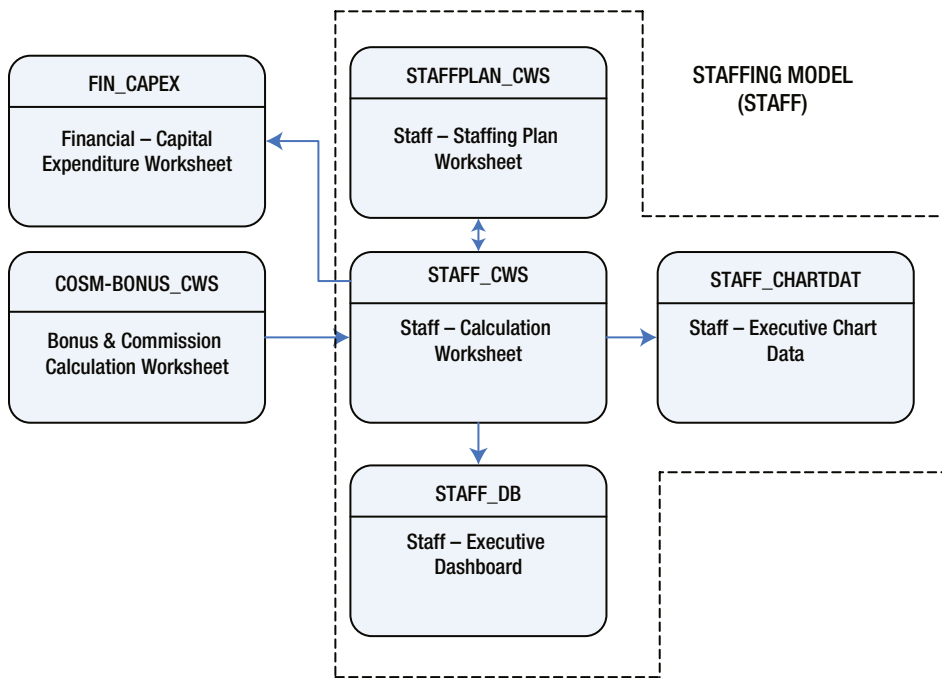 STAFFING MODEL
(STAFF)
FIN_CAPEX
Financial – Capital
Expenditure Worksheet
STAFFPLAN_CWS
Staff – Staffing Plan
Worksheet
COSM-BONUS_CWS
Bonus & Commission
Calculation Worksheet
STAFF_CWS
Staff – Calculation
Worksheet
STAFF_CHARTDAT
Staff – Executive Chart
Data
STAFF_DB
Staff – Executive
Dashboard